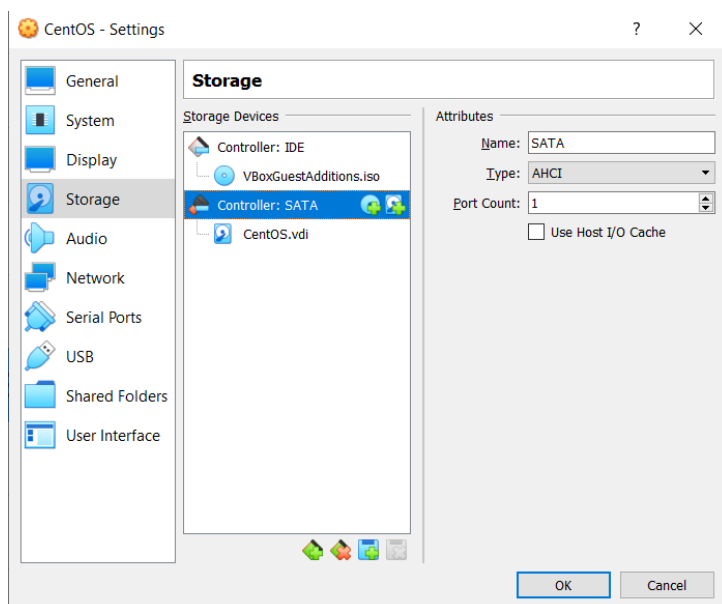 CentOS - Settings
?
General
System
Display
Storage
Audio
Network
Serial Ports
USB
Shared Folders
User Interface
Storage
Storage Devices
Controller: IDE
VBoxGuestAdditions.iso
Controller: SATA
CentOS.vdi
Attributes
Name: SATA
Type: AHCI
Port Count: 1
Use Host I/O Cache
OK Cancel